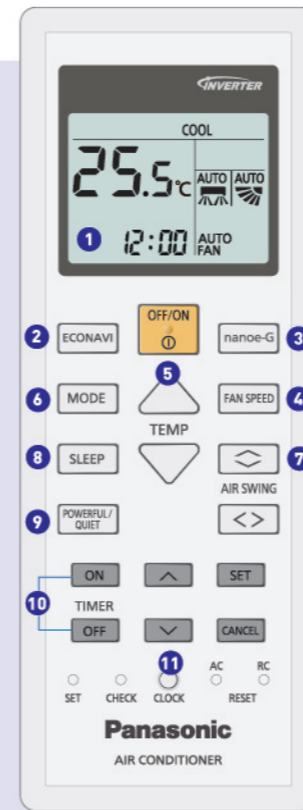 INVERTER
COOL
25.5°C AUTO AUTO
1 12:00 AUTO FAN
OFF/ON
2 ECONAVI nanoe-G 3
5
6 MODE FAN SPEED 4
TEMP
8 SLEEP 7
AIR SWING
9 POWERFUL/
QUIET
ON SET
10 TIMER
OFF CANCEL
11 AC RC
SET CHECK CLOCK RESET
Panasonic
AIR CONDITIONER